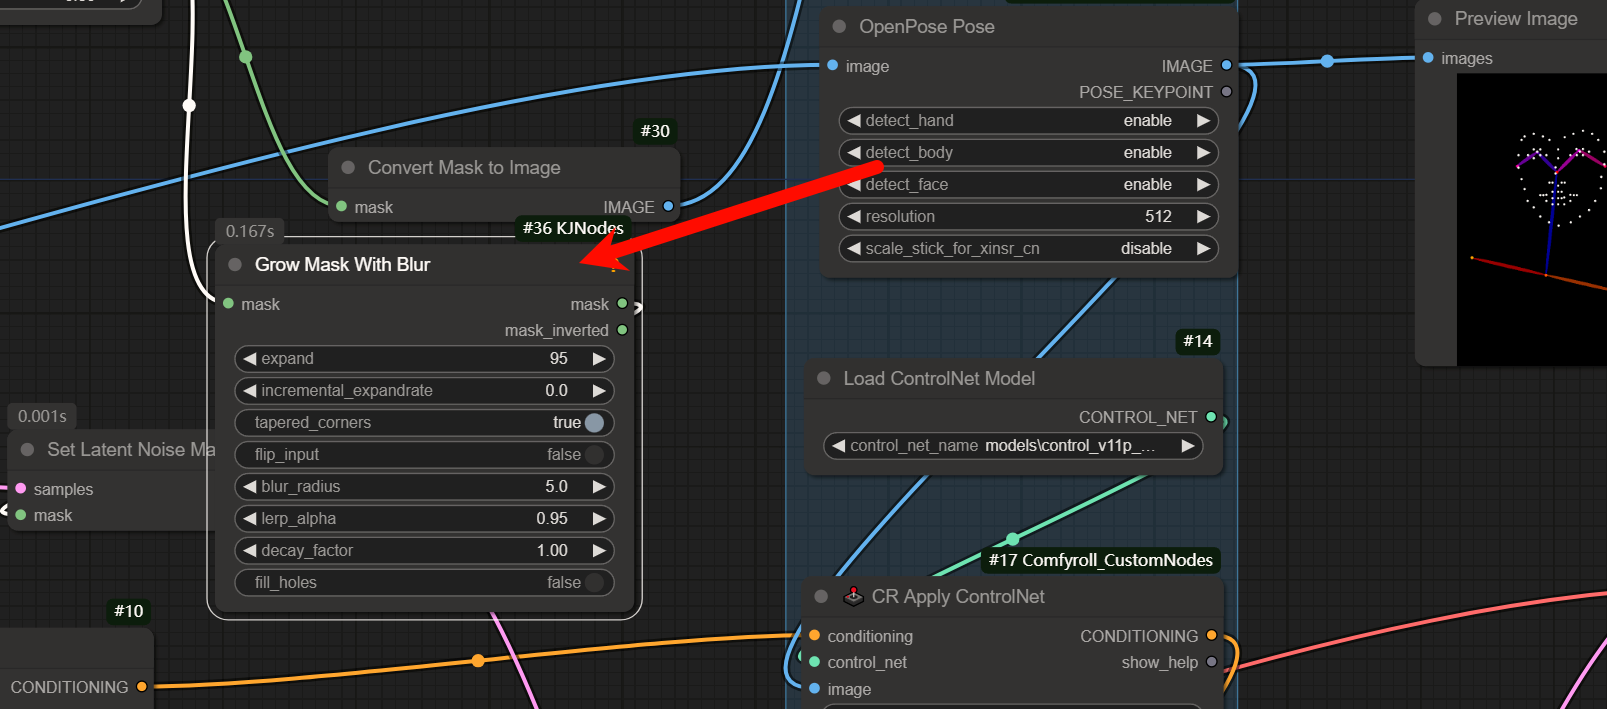 OpenPose Pose
image
IMAGE
POSE_KEYPOINT
detect_hand enable
detect_body enable
detect_face enable
resolution 512
scale_stick_for_xinsr_cn disable
Preview Image
images
#30
Convert Mask to Image
mask
IMAGE
0.167s
#36 KJNodes
Grow Mask With Blur
mask
mask
mask_inverted
expand 95
incremental_expandrate 0.0
tapered_corners true
flip_input false
blur_radius 5.0
lerp_alpha 0.95
decay_factor 1.00
fill_holes false
0.001s
Set Latent Noise Ma
samples
mask
#14
Load ControlNet Model
CONTROL_NET
control_net_name models\control_v11p_...
#17 Comfyroll_CustomNodes
CR Apply ControlNet
conditioning
CONDITIONING
control_net
show_help
image
#10
CONDITIONING